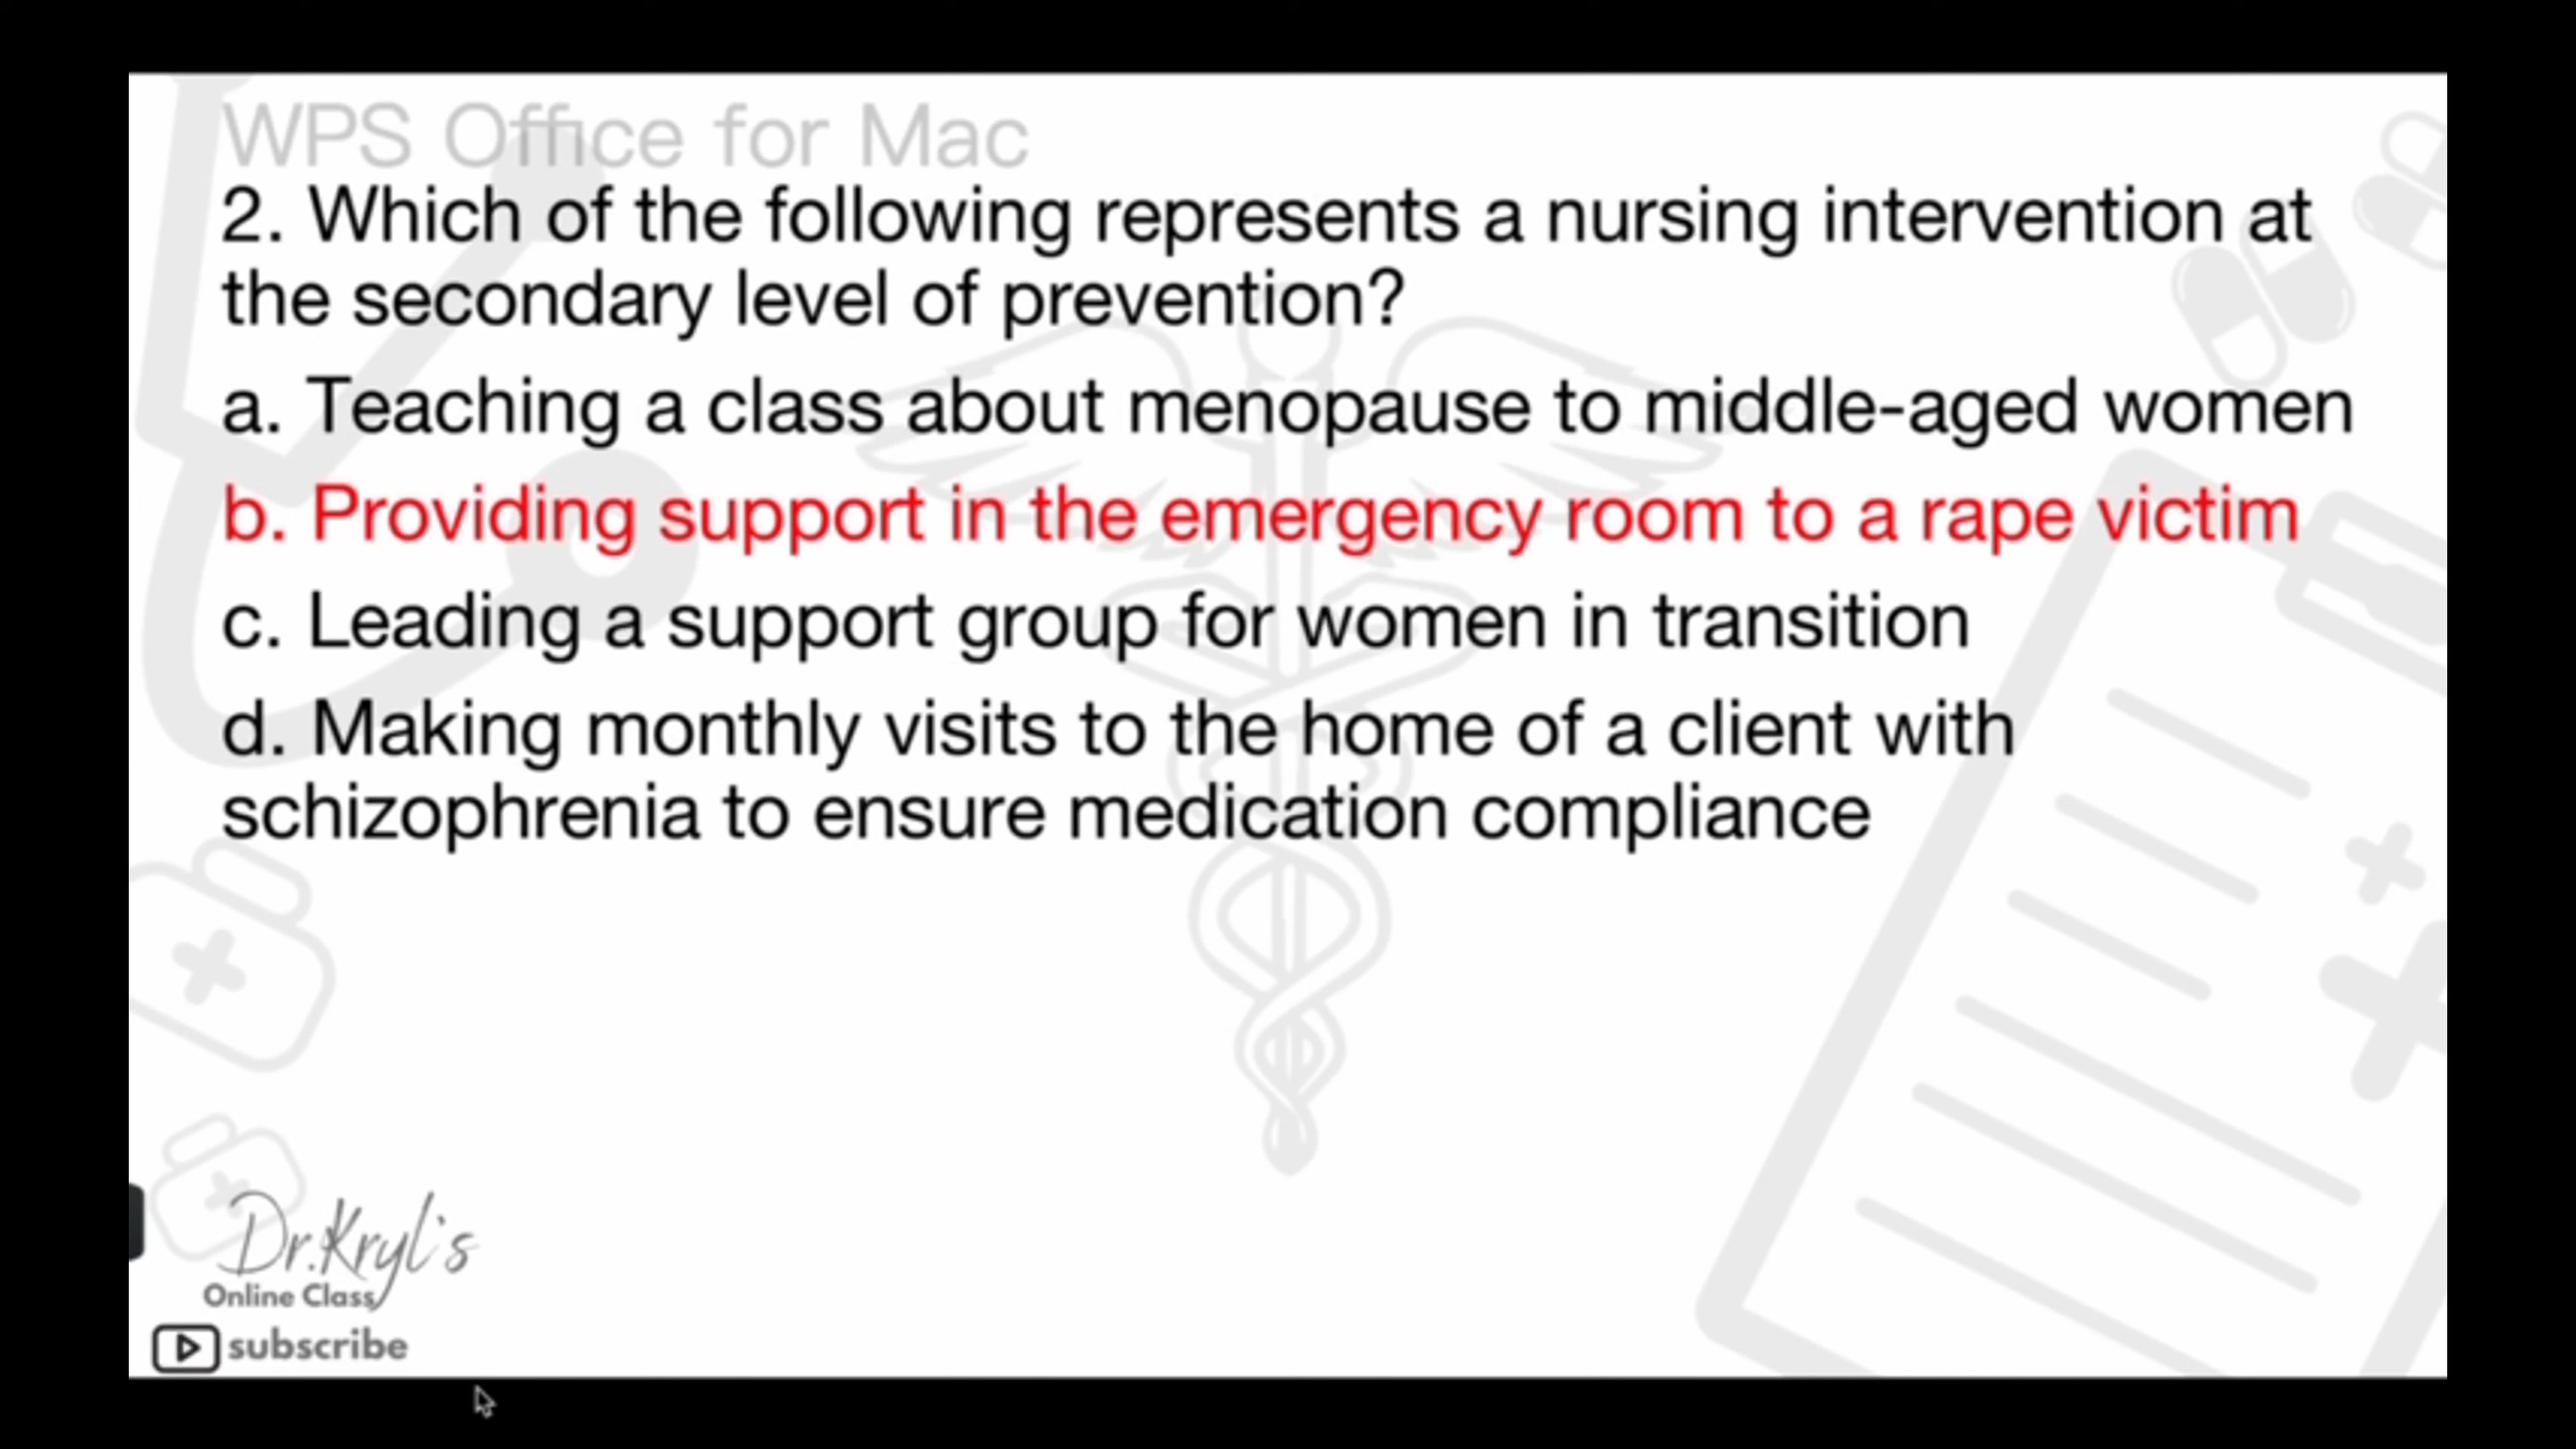 WPS Office for Mac
2. Which of the following represents a nursing intervention at
the secondary level of prevention?
a. Teaching a class about menopause to middle-aged women
b. Providing support in the emergency room to a rape victim
c. Leading a support group for women in transition
d. Making monthly visits to the home of a client with
schizophrenia to ensure medication compliance
Dr.Kryl's
Online Class
subscribe